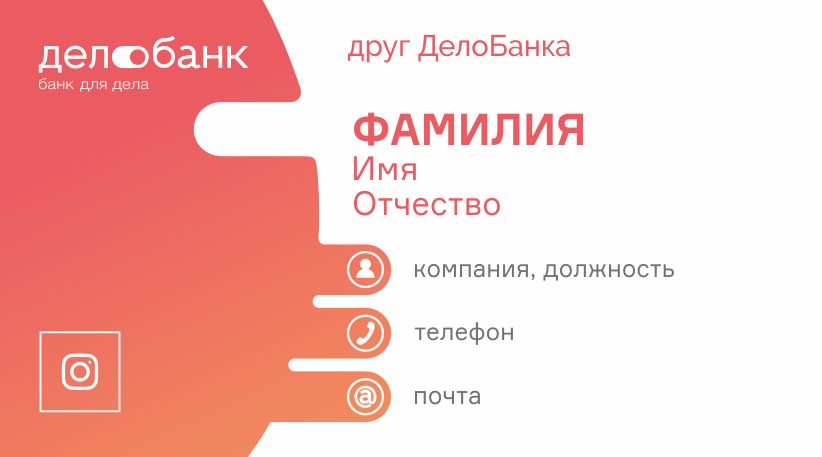 делобанк
банк для дела
друг ДелоБанка
ФАМИЛИЯ
Имя
Отчество
компания, должность
телефон
@ почта